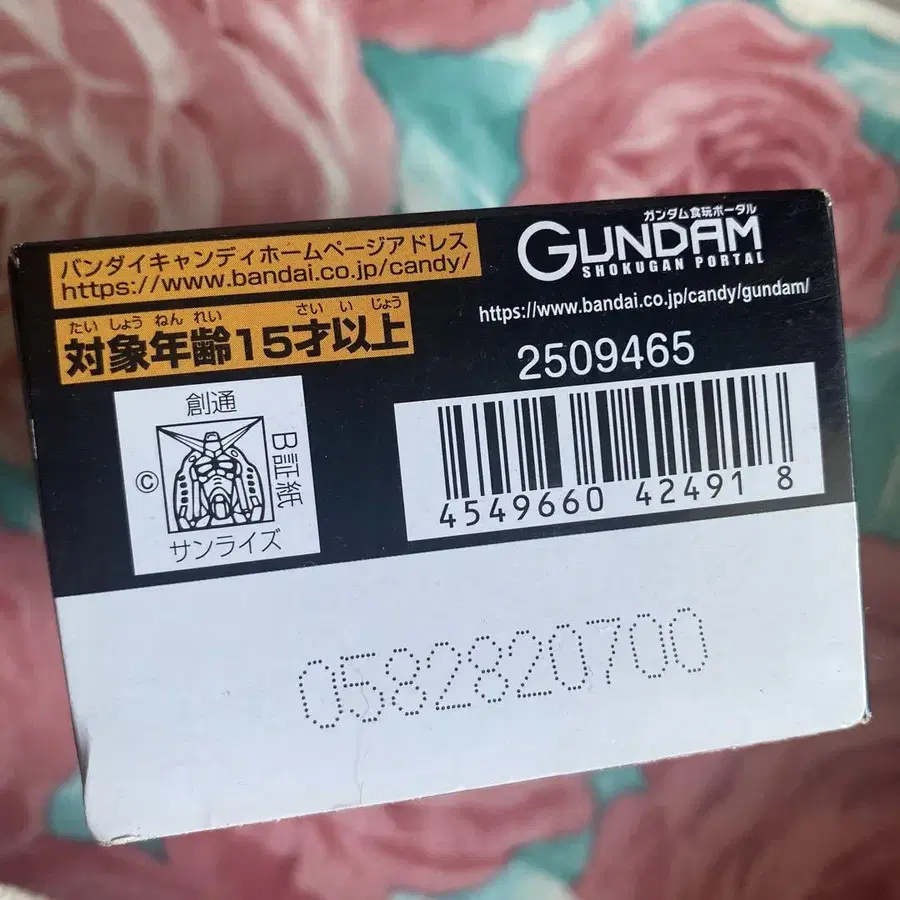 バンダイキャンディホームページアドレス
https://www.bandai.co.jp/candy/
たいしょうねんれい さいいじょう
対象年齢15才以上
創通
©
B証紙
サンライズ
ガンダム食玩ポータル
GUNDAM
SHOKUGAN PORTAL
https://www.bandai.co.jp/candy/gundam/
2509465
4549660 424918
0582820700